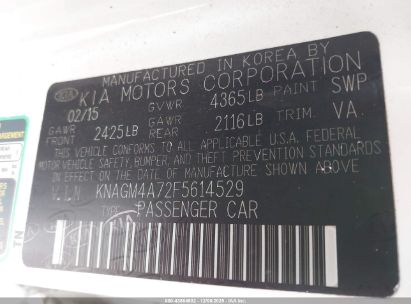 MANUFACTURED IN KOREA BY
KIA MOTORS CORPORATION
02/15 GVWR 4365LB PAINT SWP
GAWR FRONT 2425LB GAWR REAR 2116LB TRIM VA
THIS VEHICLE CONFORMS TO ALL APPLICABLE U.S.A. FEDERAL
MOTOR VEHICLE SAFETY, BUMPER, AND THEFT PREVENTION STANDARDS
IN EFFECT ON THE DATE OF MANUFACTURE SHOWN ABOVE.
V.I.N. KNAGM4A72F5614529
TYPE: PASSENGER CAR